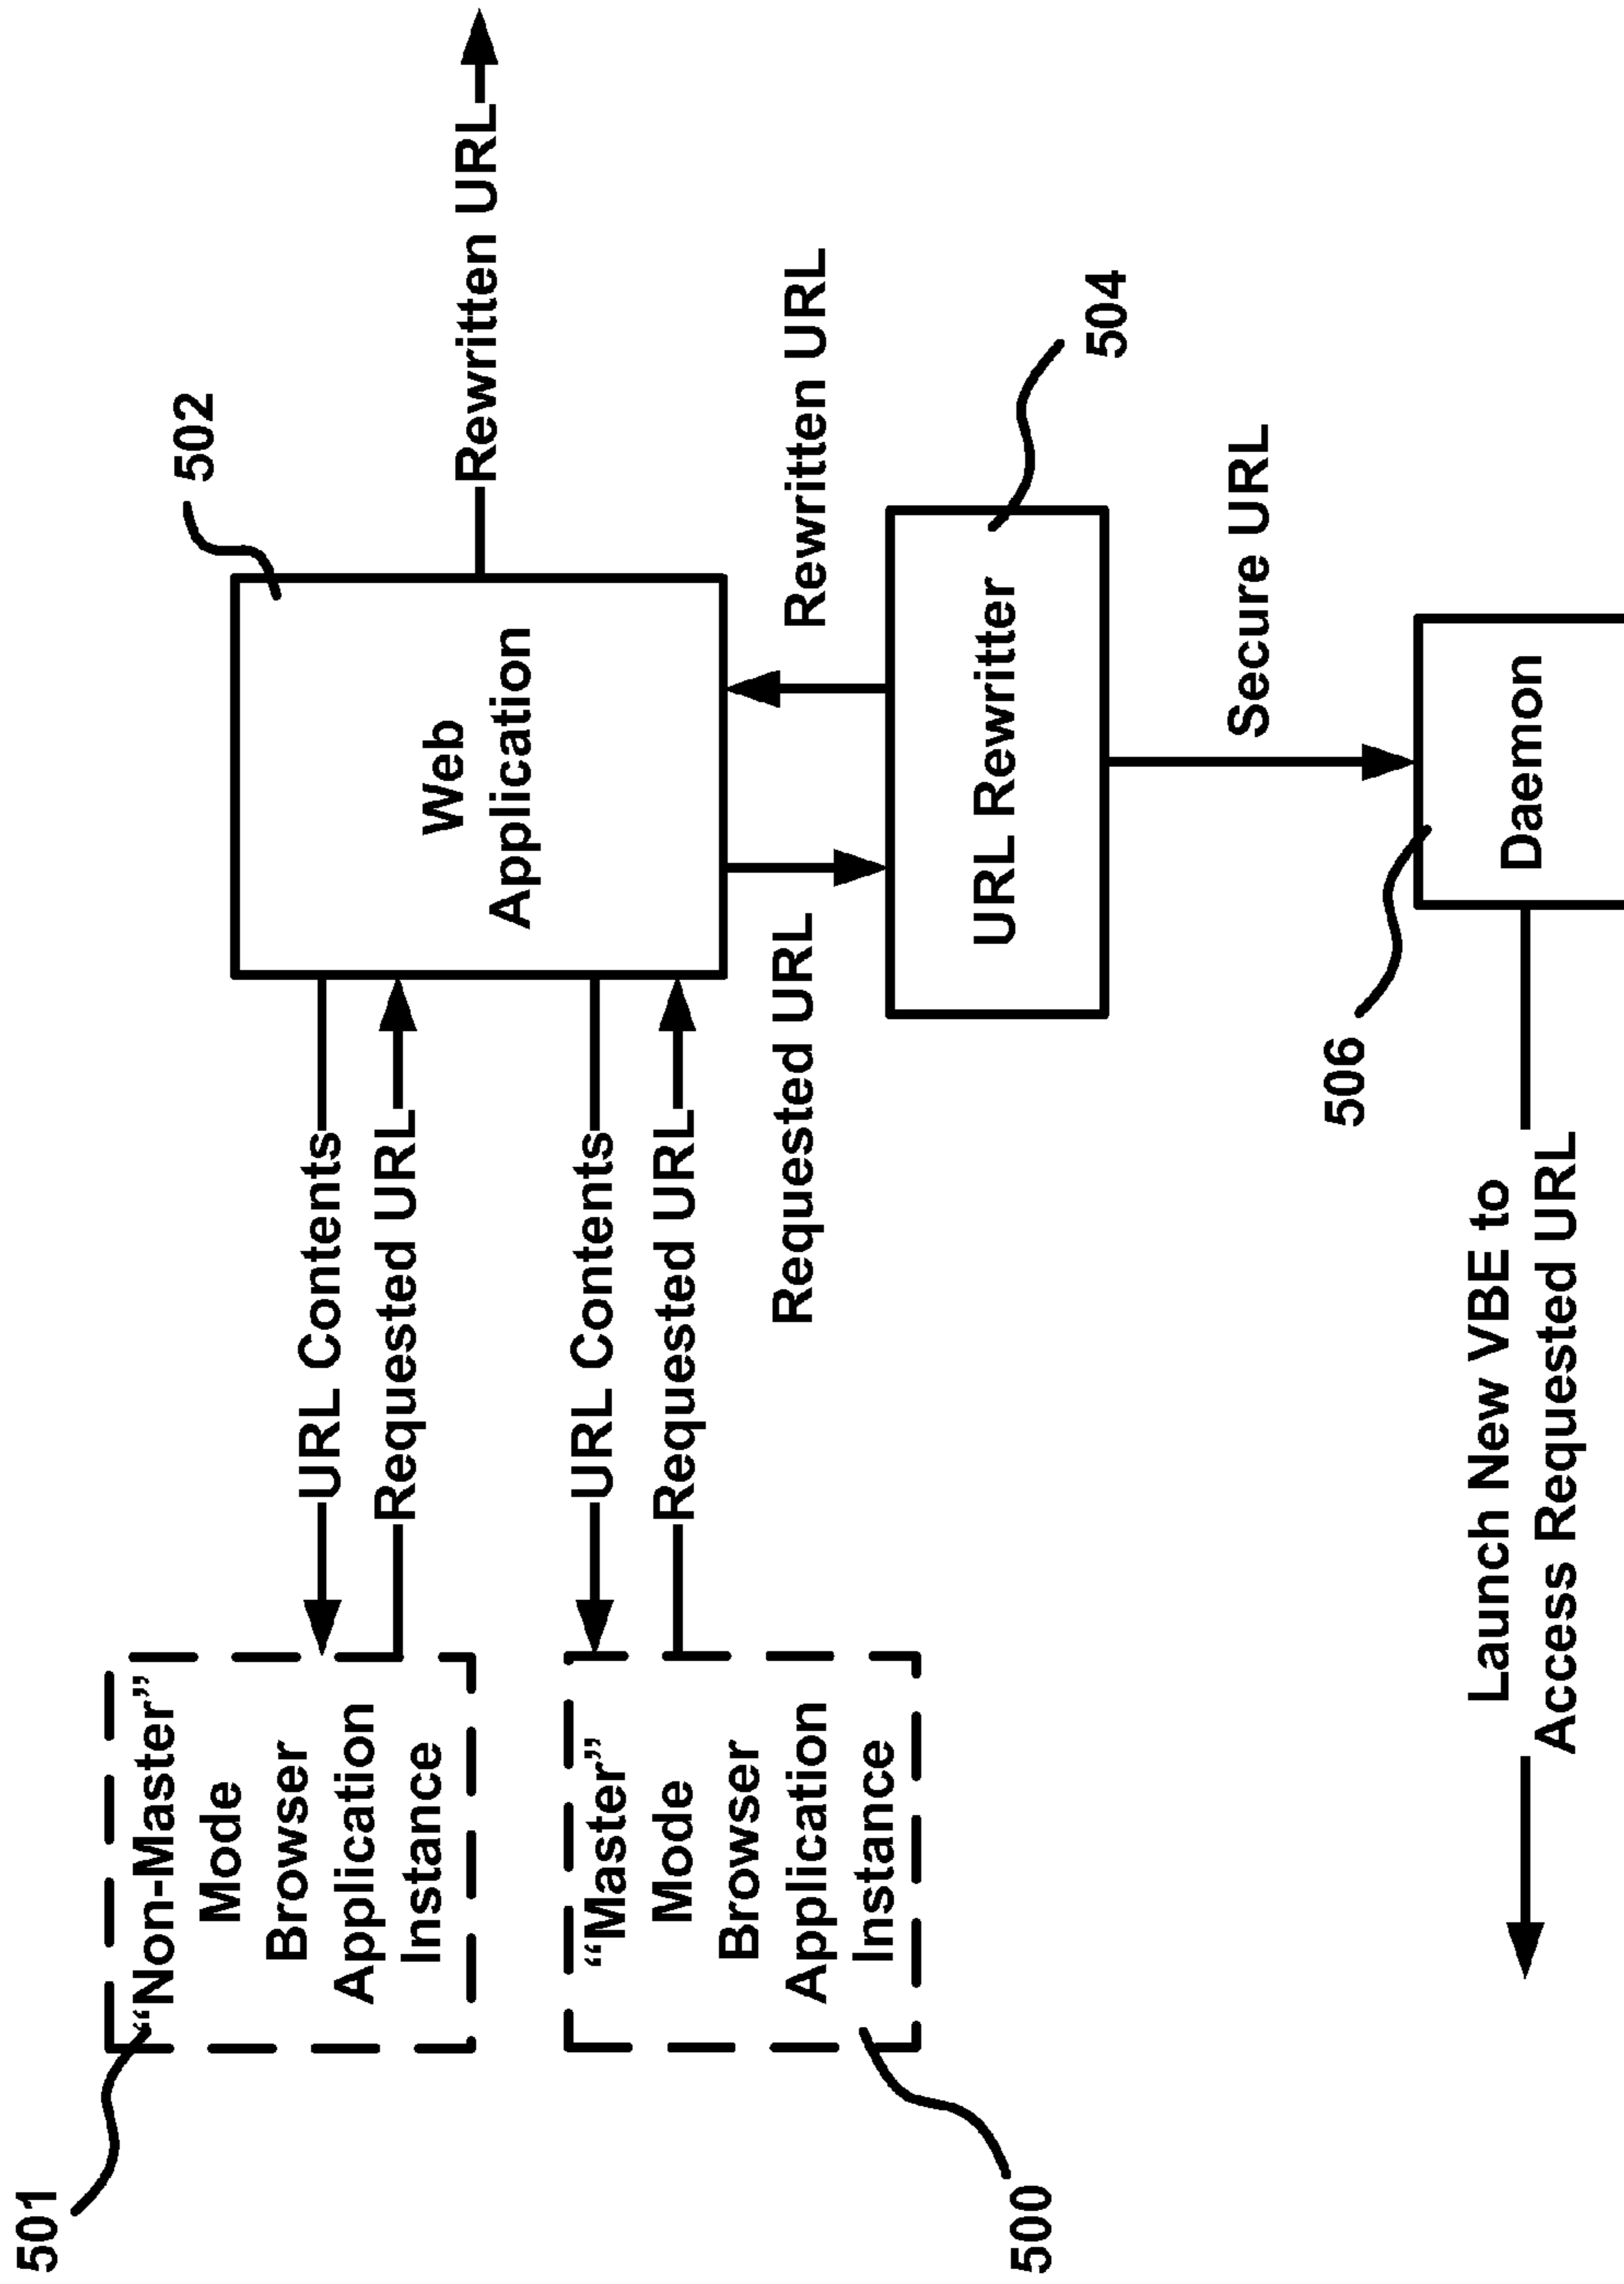 501
“Non-Master”
Mode
Browser
Application
Instance
URL Contents
Requested URL
502
Web
Application
Rewritten URL
“Master”
Mode
Browser
Application
Instance
500
URL Contents
Requested URL
Requested URL
Rewritten URL
URL Rewritter
504
Secure URL
506
Daemon
Launch New VBE to
Access Requested URL